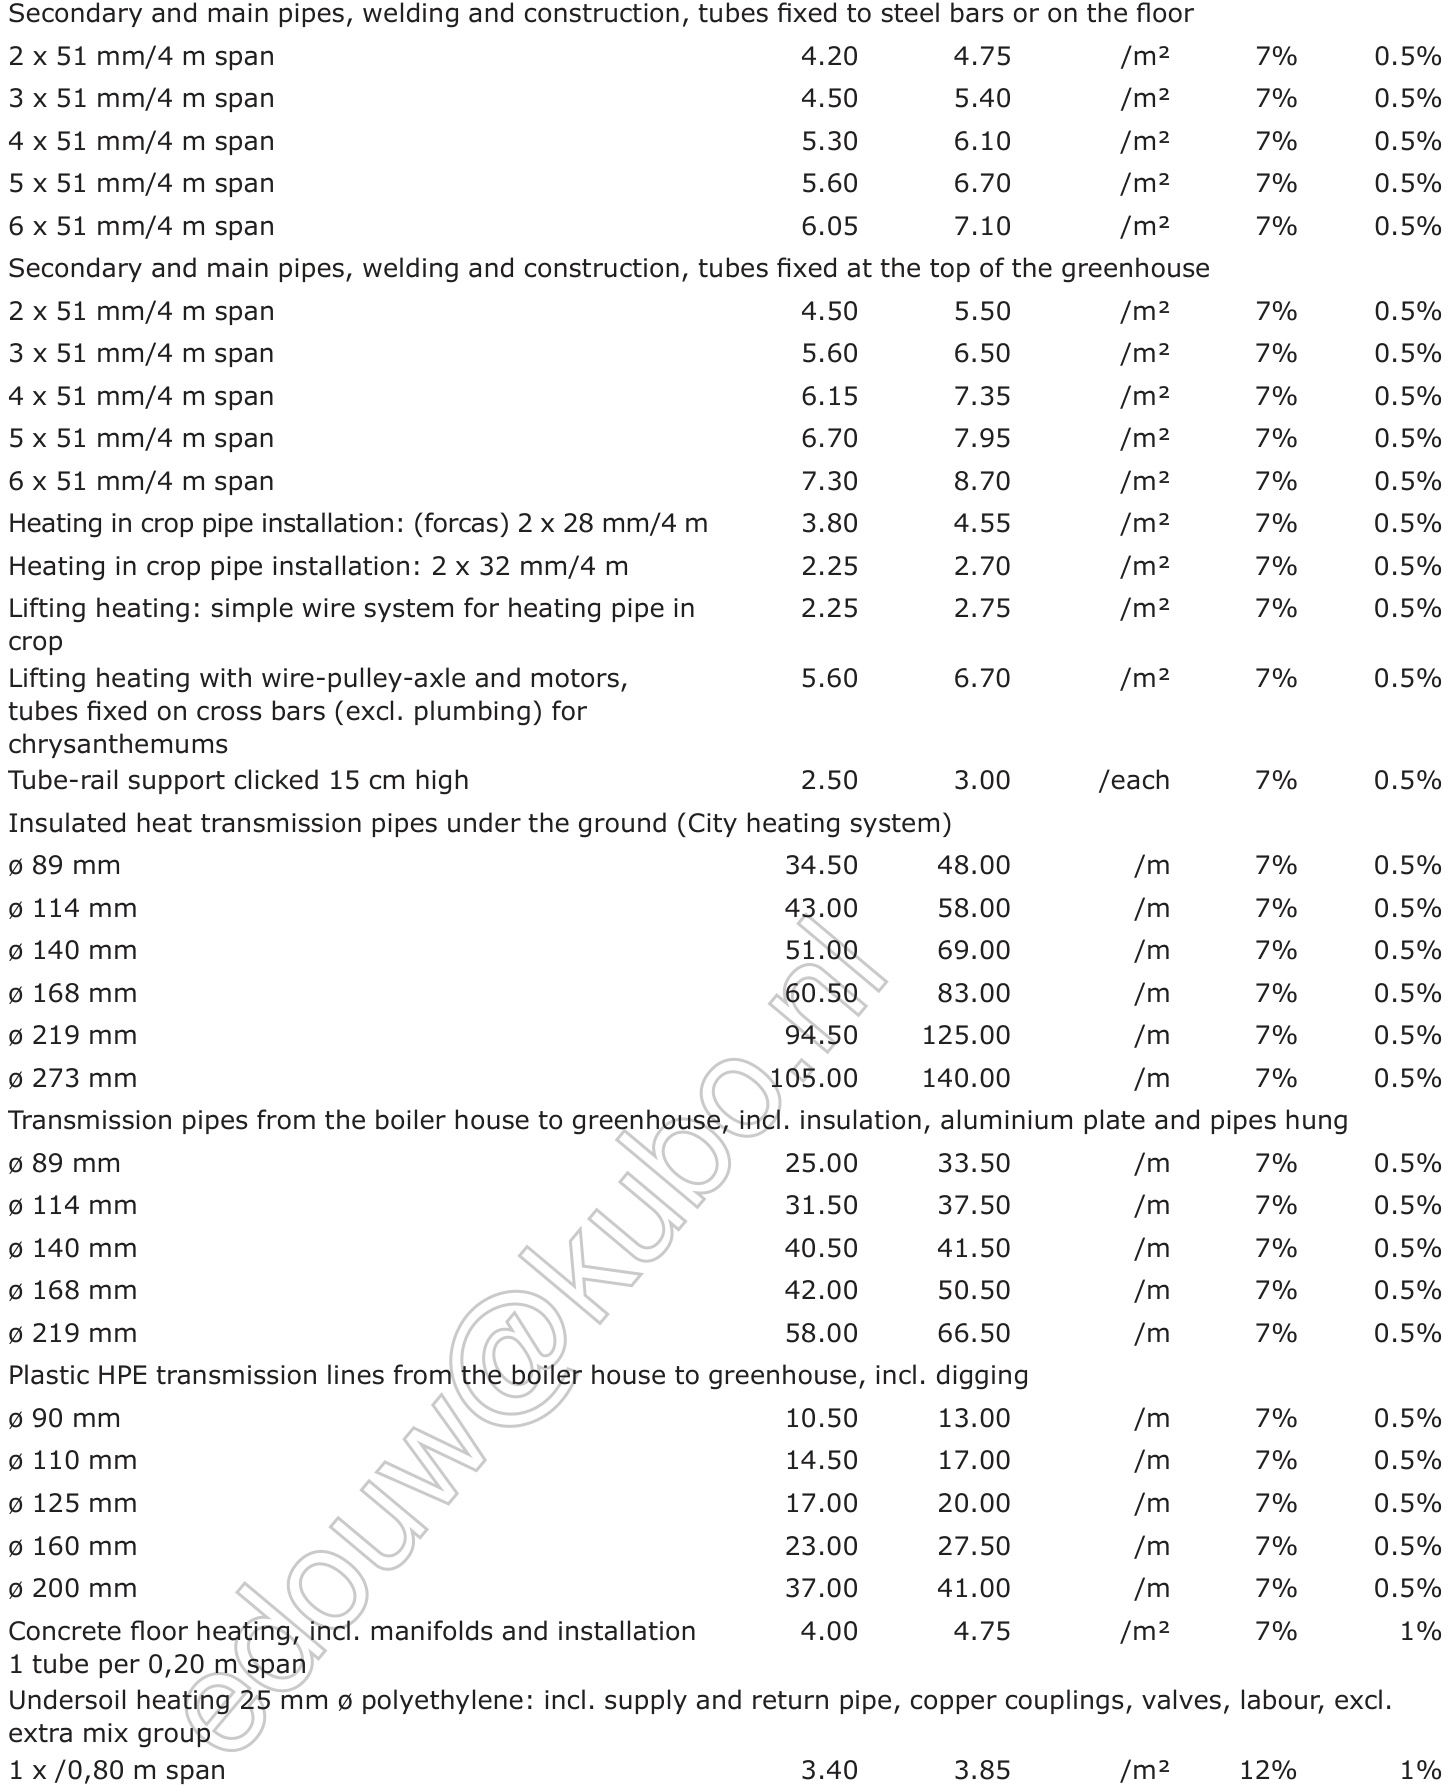 Secondary and main pipes, welding and construction, tubes fixed to steel bars or on the floor
2 x 51 mm/4 m span 4.20 4.75 /m² 7% 0.5%
3 x 51 mm/4 m span 4.50 5.40 /m² 7% 0.5%
4 x 51 mm/4 m span 5.30 6.10 /m² 7% 0.5%
5 x 51 mm/4 m span 5.60 6.70 /m² 7% 0.5%
6 x 51 mm/4 m span 6.05 7.10 /m² 7% 0.5%
Secondary and main pipes, welding and construction, tubes fixed at the top of the greenhouse
2 x 51 mm/4 m span 4.50 5.50 /m² 7% 0.5%
3 x 51 mm/4 m span 5.60 6.50 /m² 7% 0.5%
4 x 51 mm/4 m span 6.15 7.35 /m² 7% 0.5%
5 x 51 mm/4 m span 6.70 7.95 /m² 7% 0.5%
6 x 51 mm/4 m span 7.30 8.70 /m² 7% 0.5%
Heating in crop pipe installation: (forcas) 2 x 28 mm/4 m 3.80 4.55 /m² 7% 0.5%
Heating in crop pipe installation: 2 x 32 mm/4 m 2.25 2.70 /m² 7% 0.5%
Lifting heating: simple wire system for heating pipe in 2.25 2.75 /m² 7% 0.5%
crop
Lifting heating with wire-pulley-axle and motors, 5.60 6.70 /m² 7% 0.5%
tubes fixed on cross bars (excl. plumbing) for
chrysanthemums
Tube-rail support clicked 15 cm high 2.50 3.00 /each 7% 0.5%
Insulated heat transmission pipes under the ground (City heating system)
ø 89 mm 34.50 48.00 /m 7% 0.5%
ø 114 mm 43.00 58.00 /m 7% 0.5%
ø 140 mm 51.00 69.00 /m 7% 0.5%
ø 168 mm 60.50 83.00 /m 7% 0.5%
ø 219 mm 94.50 125.00 /m 7% 0.5%
ø 273 mm 105.00 140.00 /m 7% 0.5%
Transmission pipes from the boiler house to greenhouse, incl. insulation, aluminium plate and pipes hung
ø 89 mm 25.00 33.50 /m 7% 0.5%
ø 114 mm 31.50 37.50 /m 7% 0.5%
ø 140 mm 40.50 41.50 /m 7% 0.5%
ø 168 mm 42.00 50.50 /m 7% 0.5%
ø 219 mm 58.00 66.50 /m 7% 0.5%
Plastic HPE transmission lines from the boiler house to greenhouse, incl. digging
ø 90 mm 10.50 13.00 /m 7% 0.5%
ø 110 mm 14.50 17.00 /m 7% 0.5%
ø 125 mm 17.00 20.00 /m 7% 0.5%
ø 160 mm 23.00 27.50 /m 7% 0.5%
ø 200 mm 37.00 41.00 /m 7% 0.5%
Concrete floor heating, incl. manifolds and installation 4.00 4.75 /m² 7% 1%
1 tube per 0,20 m span
Undersoil heating 25 mm ø polyethylene: incl. supply and return pipe, copper couplings, valves, labour, excl.
extra mix group
1 x /0,80 m span 3.40 3.85 /m² 12% 1%
edouw@kubo.nl